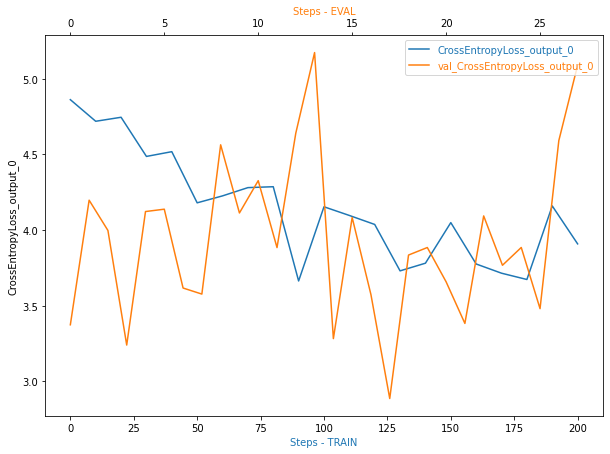 Steps - EVAL
0 5 10 15 20 25
CrossEntropyLoss_output_0
val_CrossEntropyLoss_output_0
CrossEntropyLoss_output_0
5.0
4.5
4.0
3.5
3.0
0 25 50 75 100 125 150 175 200
Steps - TRAIN